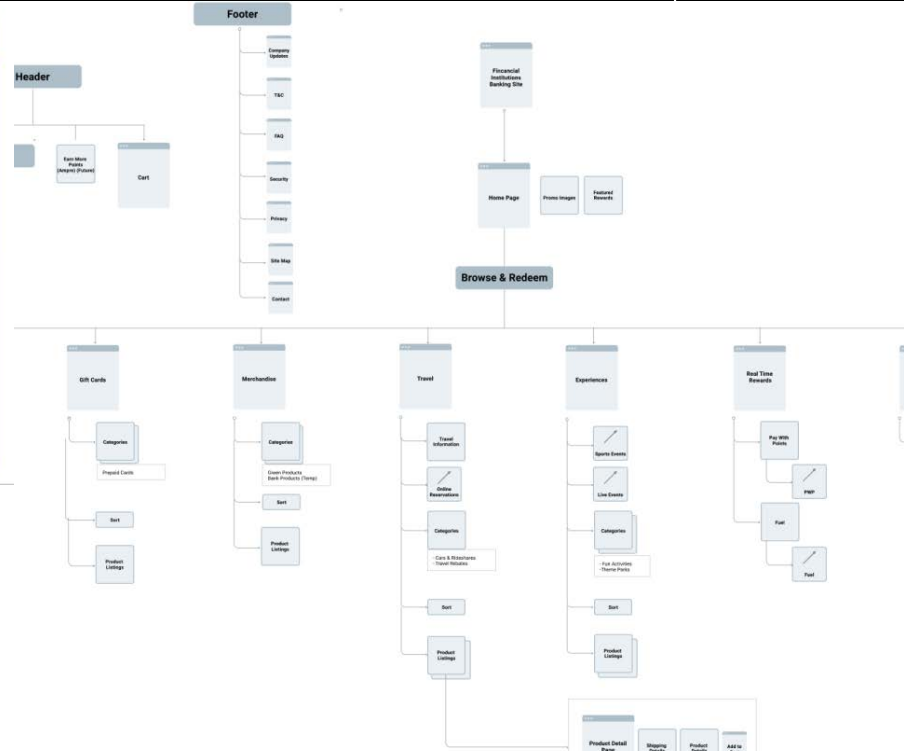 Footer
Company
Updates
T&C
FAQ
Security
Privacy
Site Map
Contact
Header
Earn More
Points
(Ampre) (Future)
Cart
Fincancial
Institutions
Banking Site
Home Page
Promo Images
Featured
Rewards
Browse & Redeem
Gift Cards
Categories
Prepaid Cards
Sort
Product
Listings
Merchandise
Categories
Green Products
Bank Products (Temp)
Sort
Product
Listings
Travel
Travel
Information
Online
Reservations
Categories
- Cars & Rideshares
- Travel Rebates
Sort
Product
Listings
Experiences
Sports Events
Live Events
Categories
- Fun Activities
-Theme Parks
Sort
Product
Listings
Real Time
Rewards
Pay With
Points
PWP
Fuel
Fuel
Product Detail
Page
Shipping
Details
Product
Details
Add to